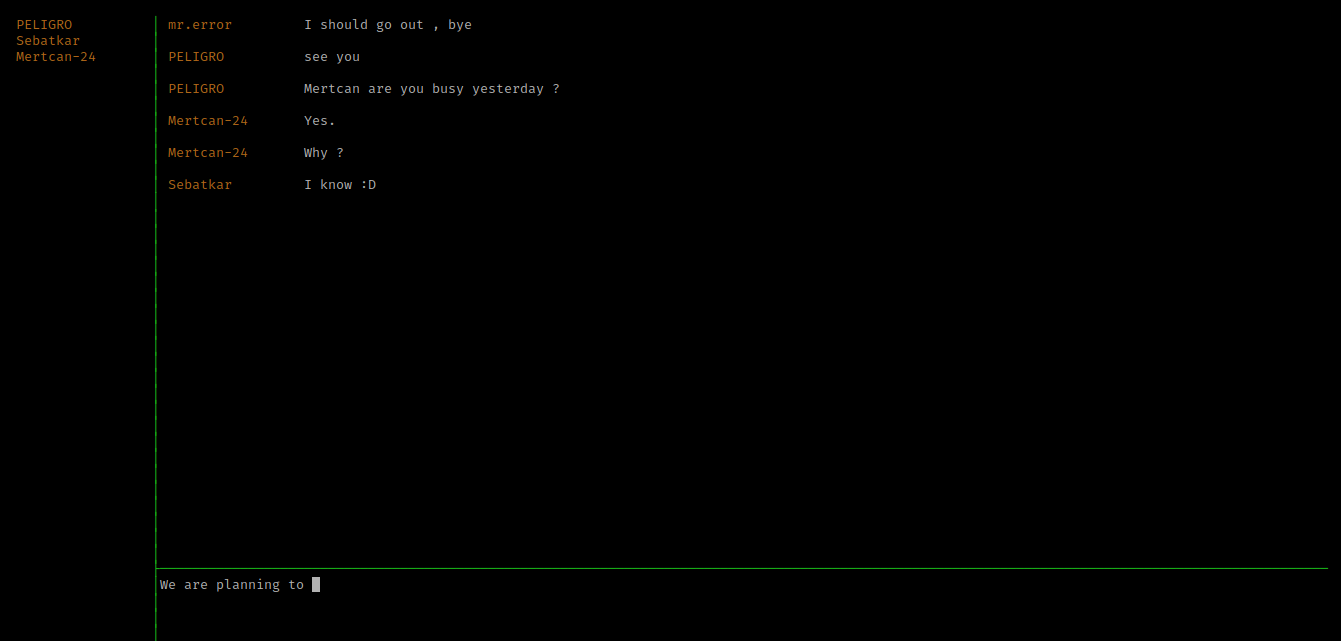 PELIGRO
Sebatkar
Mertcan-24
mr.error I should go out , bye
PELIGRO see you
PELIGRO Mertcan are you busy yesterday ?
Mertcan-24 Yes.
Mertcan-24 Why ?
Sebatkar I know :D
We are planning to